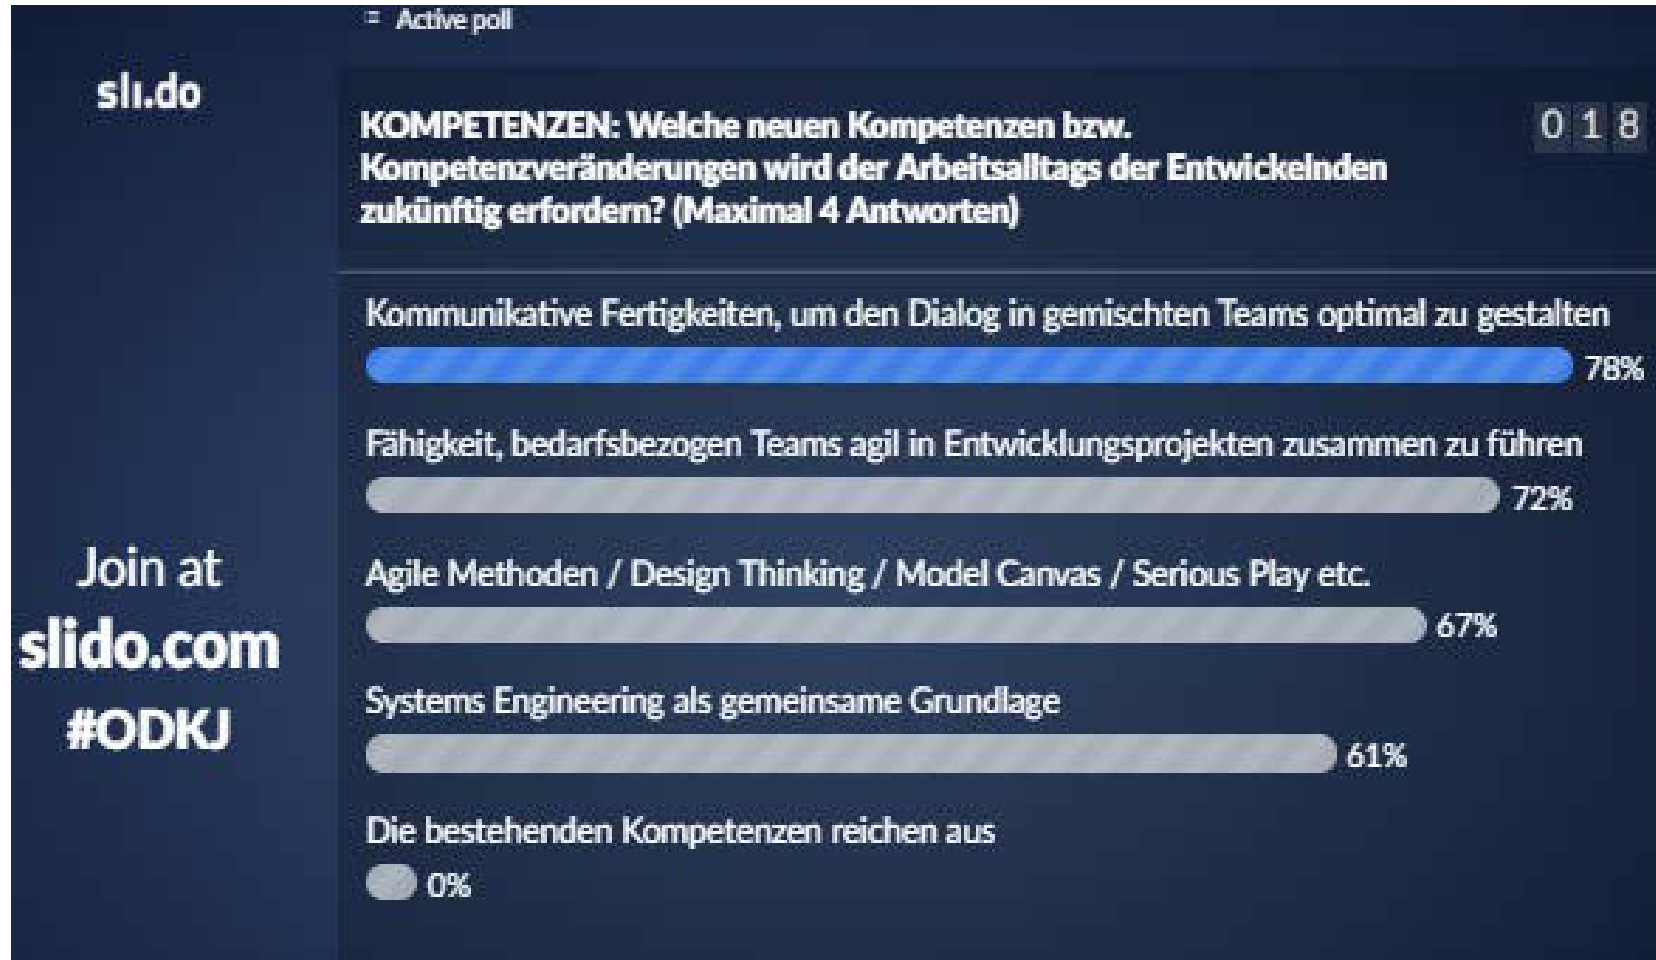 Active poll
slı.do
KOMPETENZEN: Welche neuen Kompetenzen bzw.
Kompetenzveränderungen wird der Arbeitsalltags der Entwickelnden
zukünftig erfordern? (Maximal 4 Antworten)
018
Kommunikative Fertigkeiten, um den Dialog in gemischten Teams optimal zu gestalten
78%
Fähigkeit, bedarfsbezogen Teams agil in Entwicklungsprojekten zusammen zu führen
72%
Agile Methoden / Design Thinking / Model Canvas / Serious Play etc.
67%
Systems Engineering als gemeinsame Grundlage
61%
Die bestehenden Kompetenzen reichen aus
0%
Join at
slido.com
#ODKJ